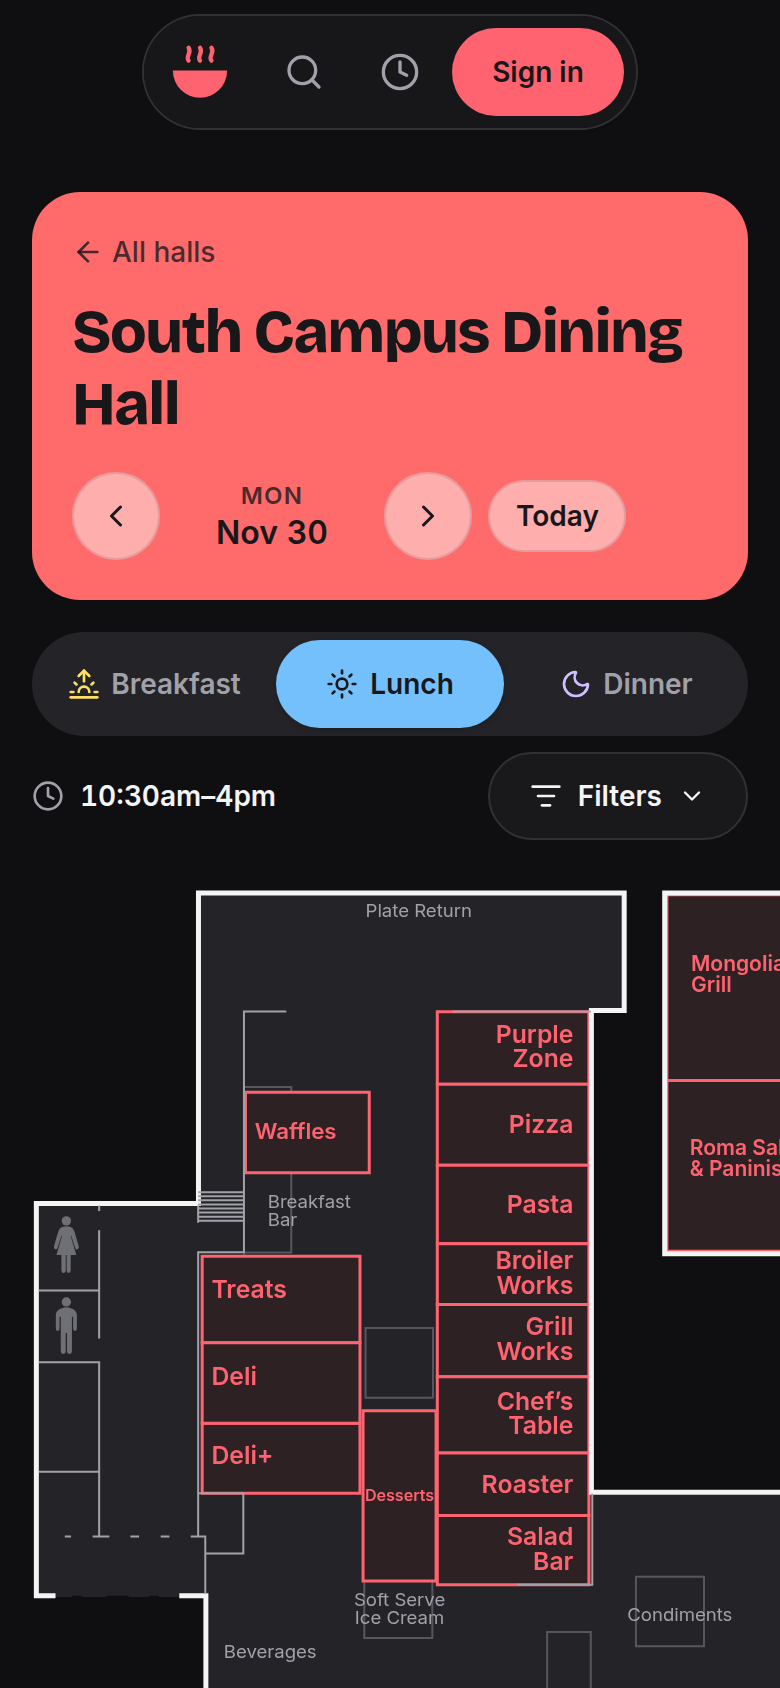 Sign in
All halls
South Campus Dining
Hall
MON
Nov 30
Today
Breakfast
Lunch
Dinner
10:30am–4pm
Filters
Plate Return
Mongolia
Grill
Purple
Zone
Pizza
Waffles
Roma Sal
& Paninis
Pasta
Breakfast
Bar
Broiler
Works
Treats
Grill
Works
Deli
Chef’s
Table
Deli+
Roaster
Desserts
Salad
Bar
Soft Serve
Ice Cream
Condiments
Beverages